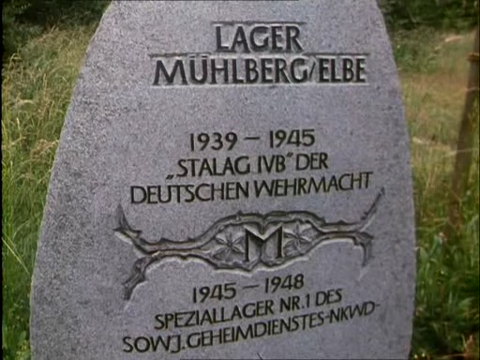 LAGER
MÜHLBERG/ELBE
1939 – 1945
„STALAG IVB" DER
DEUTSCHEN WEHRMACHT
M
1945 – 1948
SPEZIALLAGER NR.1 DES
SOWJ. GEHEIMDIENSTES-NKWD-